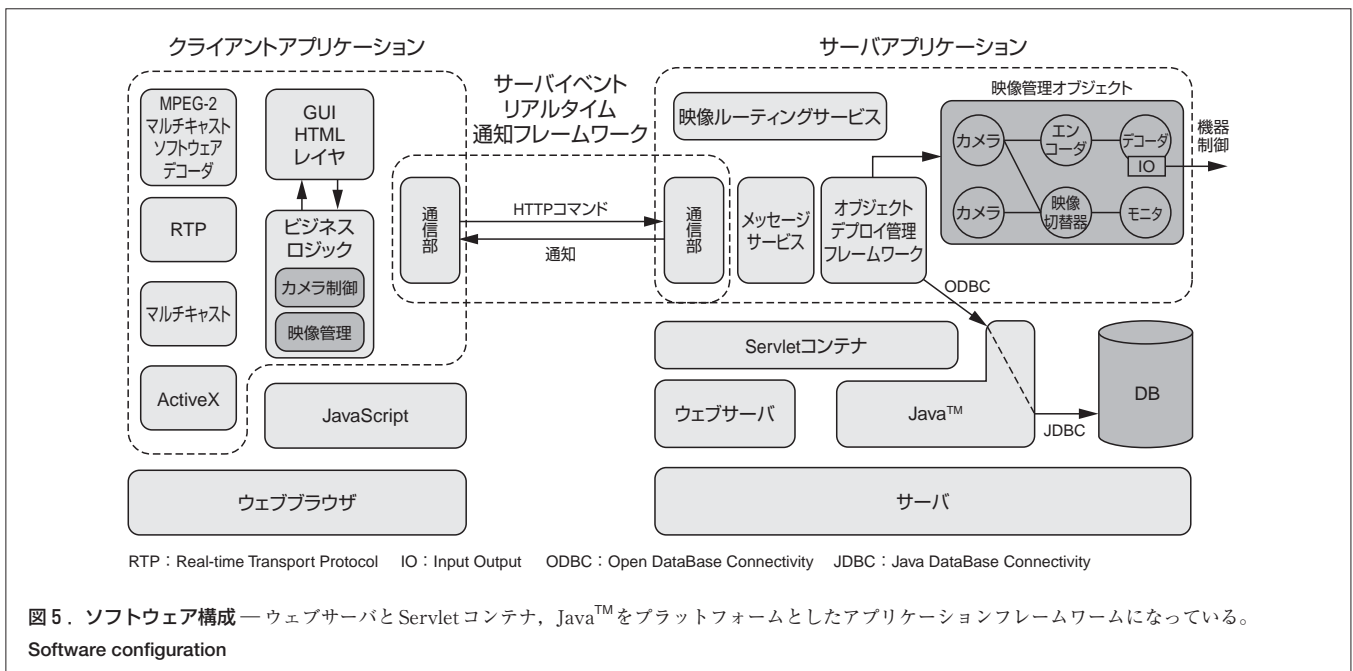 クライアントアプリケーション
MPEG-2
マルチキャスト
ソフトウェア
デコーダ
RTP
マルチキャスト
ActiveX
GUI
HTML
レイヤ
ビジネス
ロジック
カメラ制御
映像管理
JavaScript
ウェブブラウザ
サーバイベント
リアルタイム
通知フレームワーク
通信部
HTTPコマンド
通知
通信部
サーバアプリケーション
映像ルーティングサービス
メッセージ
サービス
オブジェクト
デプロイ管理
フレームワーク
映像管理オブジェクト
カメラ
エン
コーダ
デコーダ
IO
カメラ
映像
切替器
モニタ
機器
制御
ODBC
Servletコンテナ
ウェブサーバ
Java™
JDBC
DB
サーバ
RTP：Real-time Transport Protocol IO：Input Output ODBC：Open DataBase Connectivity JDBC：Java DataBase Connectivity
図5．ソフトウェア構成 — ウェブサーバとServletコンテナ，Java™をプラットフォームとしたアプリケーションフレームワームになっている。
Software configuration